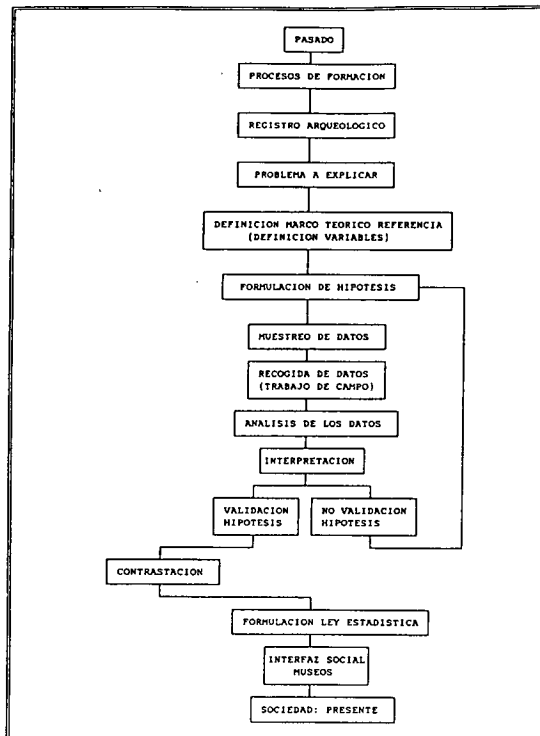 PASADO
PROCESOS DE FORMACION
REGISTRO ARQUEOLOGICO
PROBLEMA A EXPLICAR
DEFINICION MARCO TEORICO REFERENCIA
(DEFINICION VARIABLES)
FORMULACION DE HIPOTESIS
MUESTREO DE DATOS
RECOGIDA DE DATOS
(TRABAJO DE CAMPO)
ANALISIS DE LOS DATOS
INTERPRETACION
VALIDACION
HIPOTESIS
NO VALIDACION
HIPOTESIS
CONTRASTACION
FORMULACION LEY ESTADISTICA
INTERFAZ SOCIAL
MUSEOS
SOCIEDAD: PRESENTE